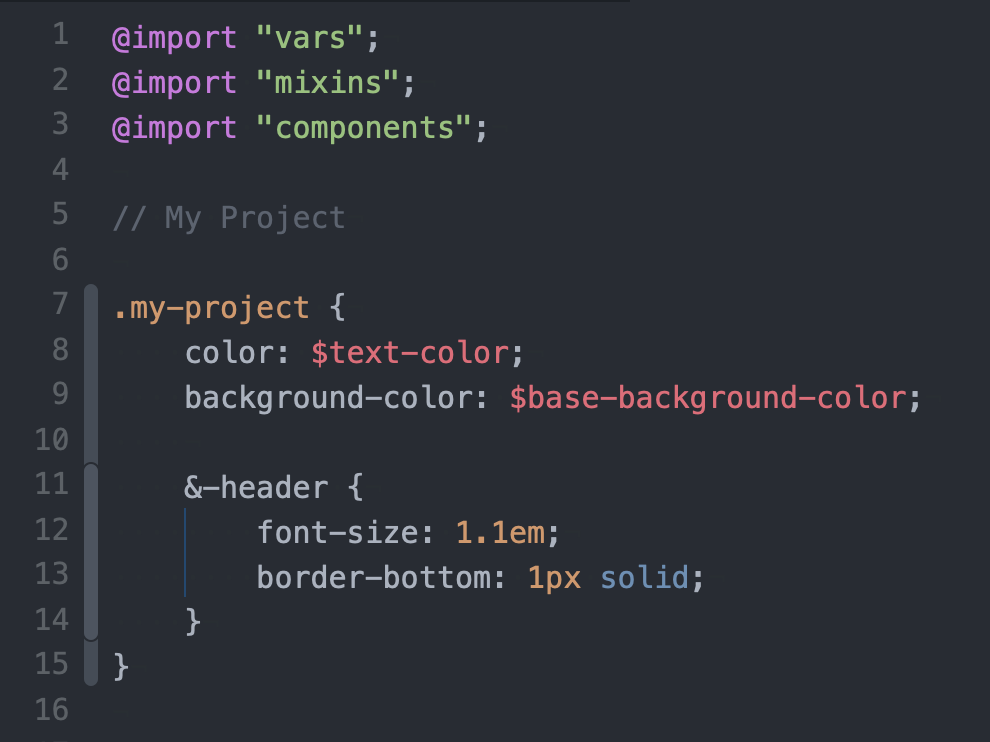 1 @import "vars";
2 @import "mixins";
3 @import "components";
4
5 // My Project
6
7 .my-project {
8     color: $text-color;
9     background-color: $base-background-color;
10
11     &-header {
12         font-size: 1.1em;
13         border-bottom: 1px solid;
14     }
15 }
16